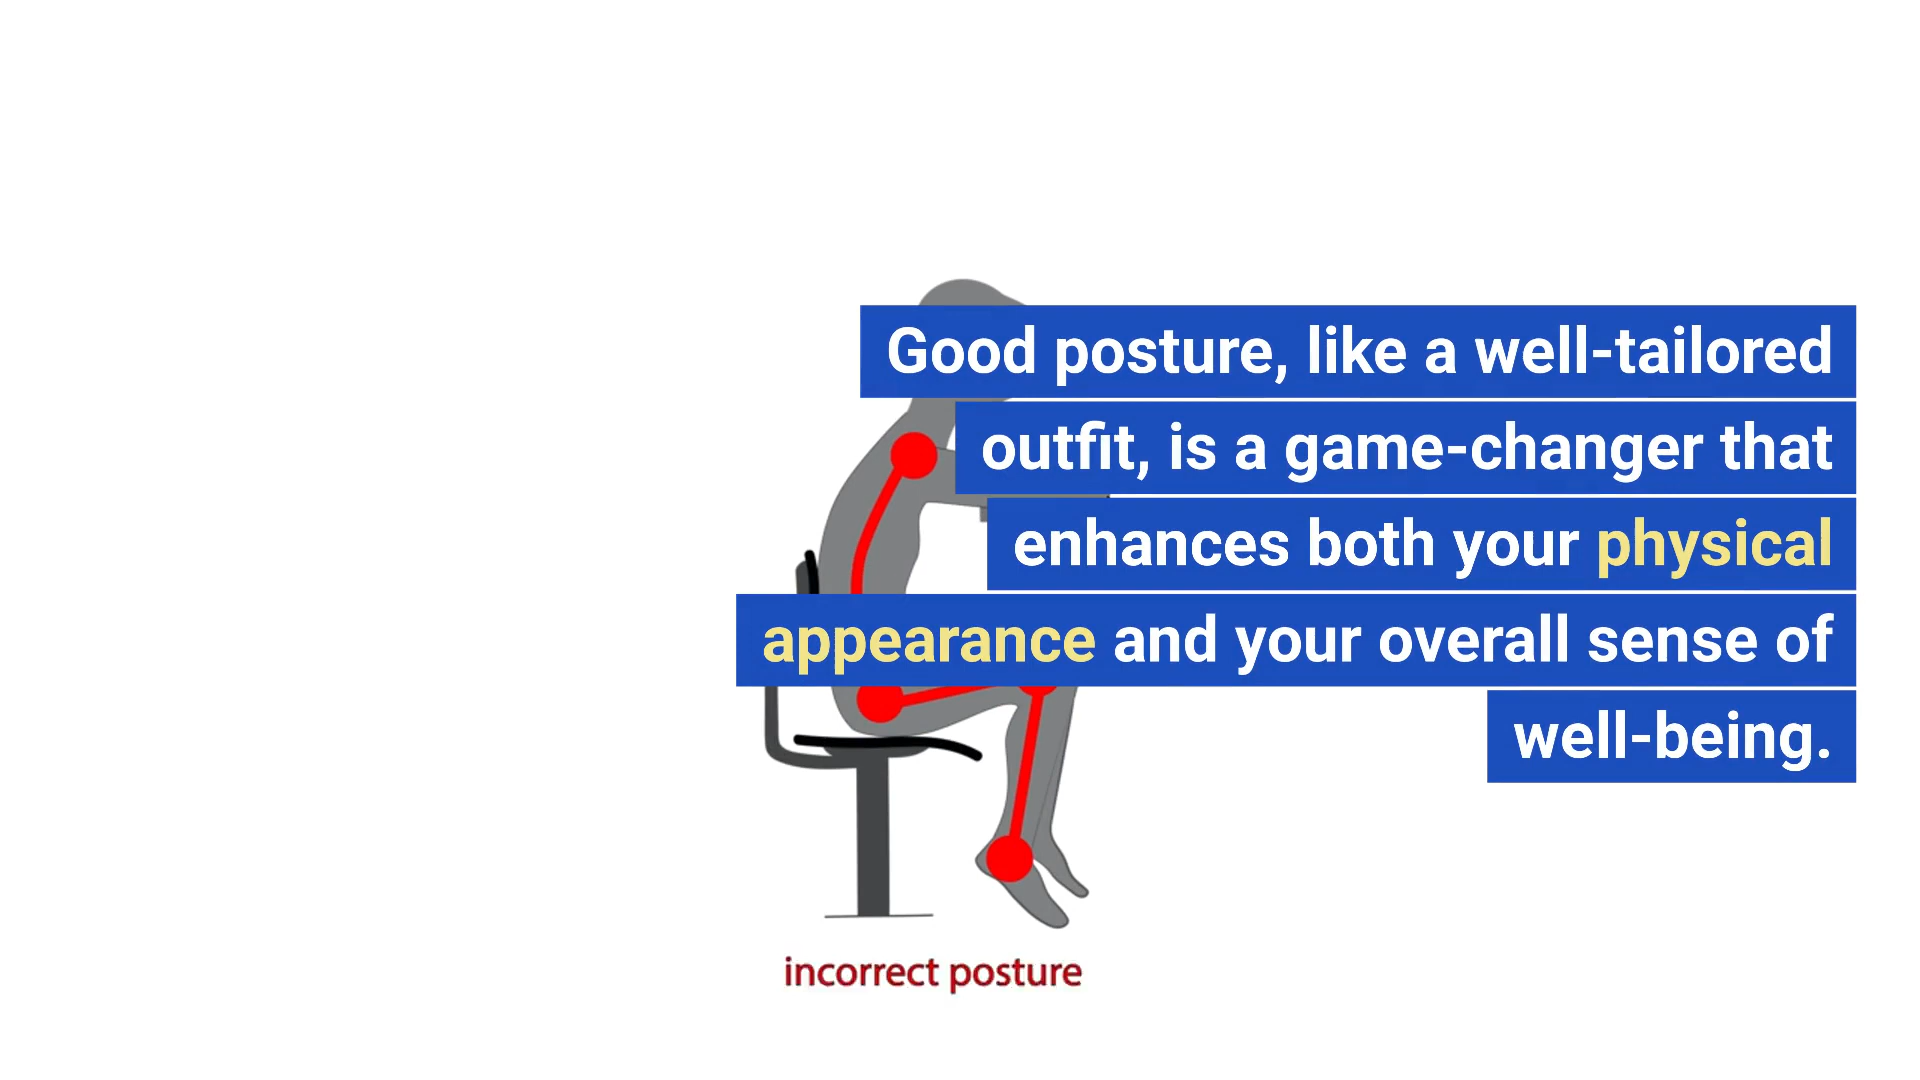 Good posture, like a well-tailored
outfit, is a game-changer that
enhances both your physical
appearance and your overall sense of
well-being.
incorrect posture